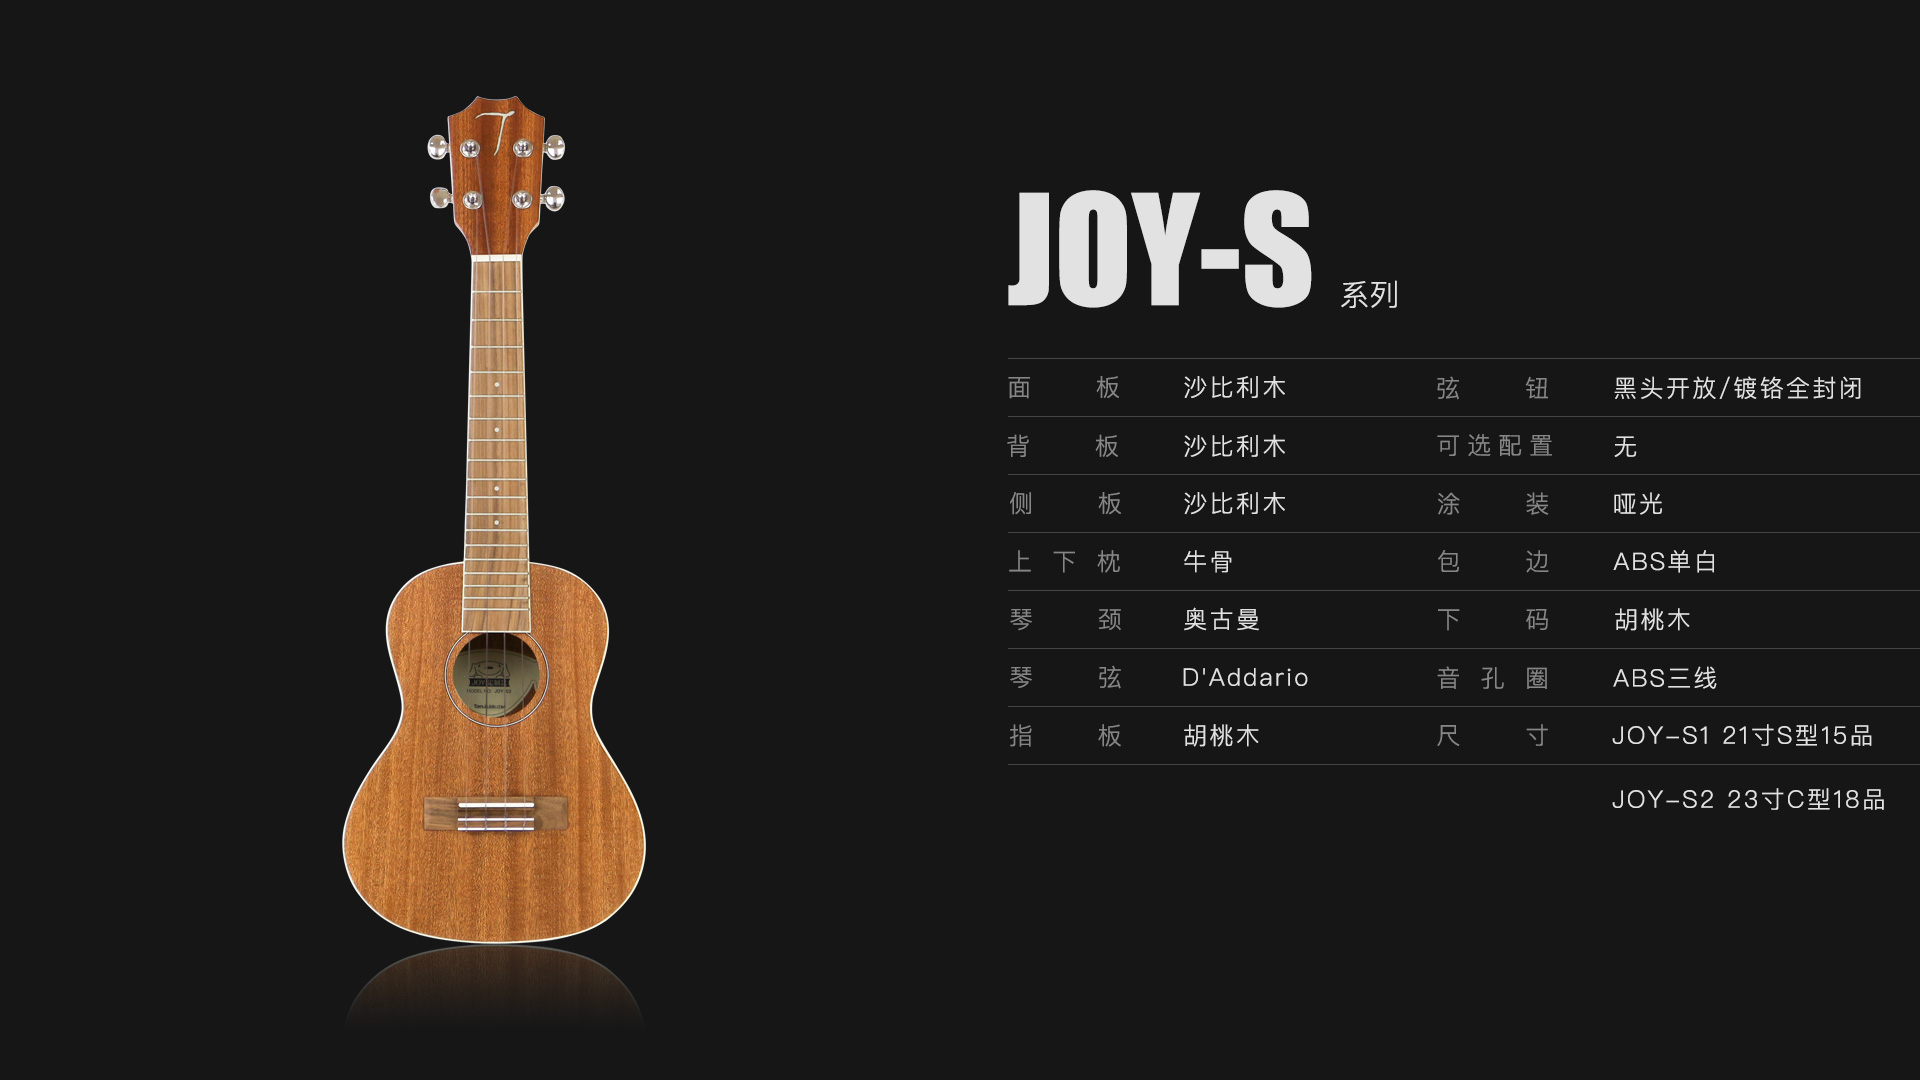 JOY-S 系列
面板 沙比利木 弦钮 黑头开放/镀铬全封闭
背板 沙比利木 可选配置 无
侧板 沙比利木 涂装 哑光
上下枕 牛骨 包边 ABS单白
琴颈 奥古曼 下码 胡桃木
琴弦 D'Addario 音孔圈 ABS三线
指板 胡桃木 尺寸 JOY-S1 21寸S型15品
JOY-S2 23寸C型18品
T